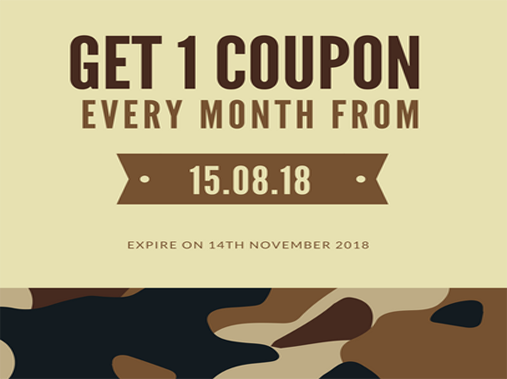 GET 1 COUPON
EVERY MONTH FROM
15.08.18
EXPIRE ON 14TH NOVEMBER 2018